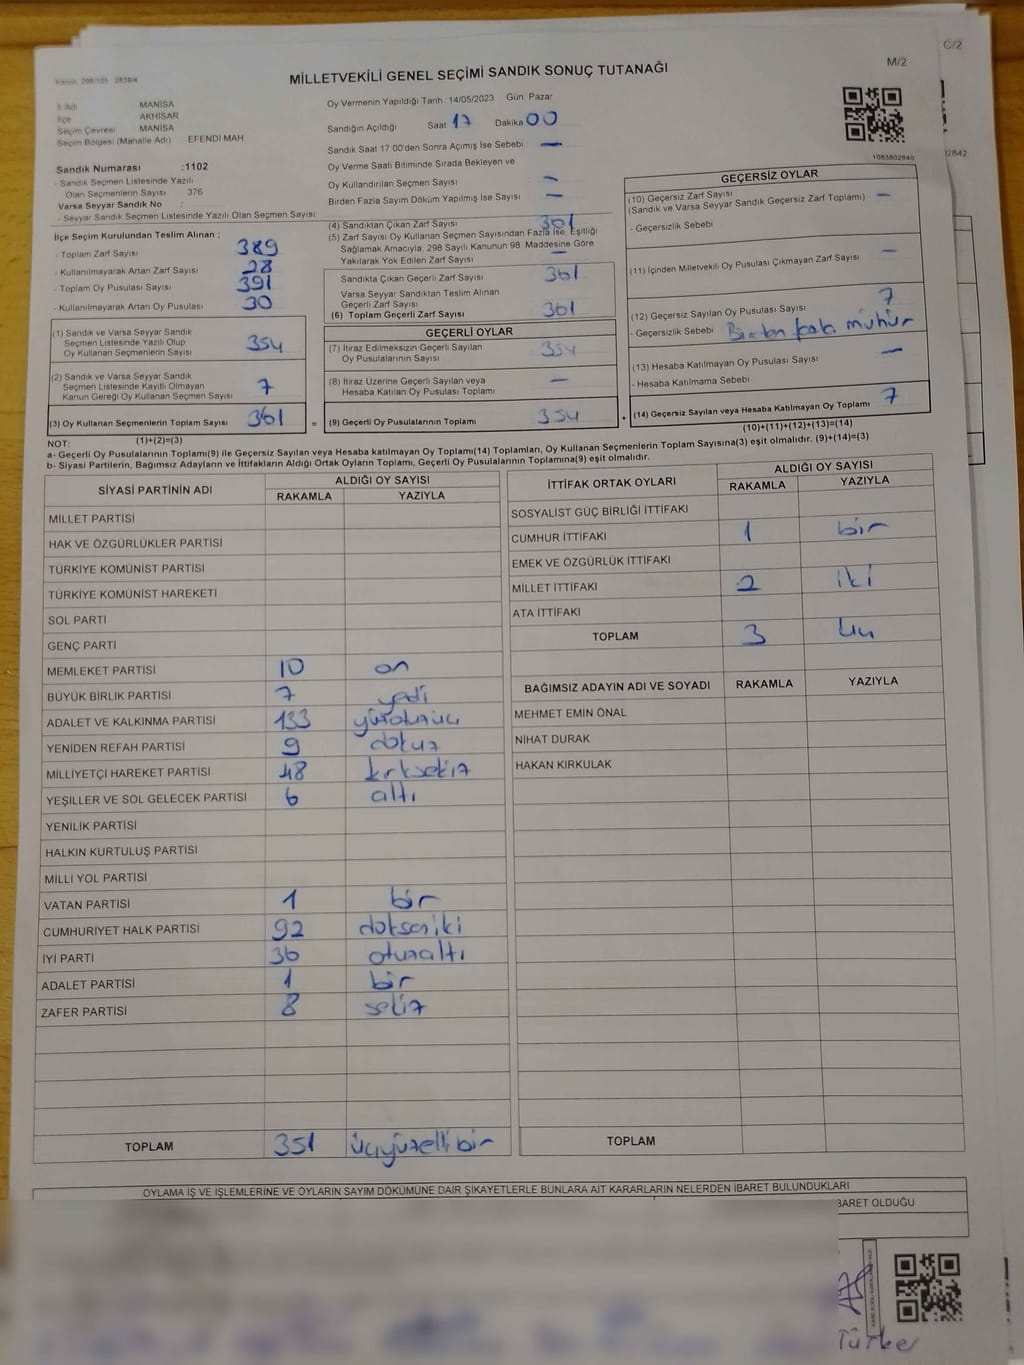 C/2
M/2
MİLLETVEKİLİ GENEL SEÇİMİ SANDIK SONUÇ TUTANAĞI
İl Adı MANİSA
İlçe AKHİSAR
Seçim Çevresi MANİSA
Seçim Bölgesi (Mahalle Adı) EFENDİ MAH
Sandık Numarası :1102
- Sandık Seçmen Listesinde Yazılı
Olan Seçmenlerin Sayısı 376
Varsa Seyyar Sandık No :
- Seyyar Sandık Seçmen Listesinde Yazılı Olan Seçmen Sayısı
İlçe Seçim Kurulundan Teslim Alınan ;
- Toplam Zarf Sayısı 389
- Kullanılmayarak Artan Zarf Sayısı 28
- Toplam Oy Pusulası Sayısı 391
- Kullanılmayarak Artan Oy Pusulası 30
(1) Sandık ve Varsa Seyyar Sandık
Seçmen Listesinde Yazılı Olup
Oy Kullanan Seçmenlerin Sayısı 354
(2) Sandık ve Varsa Seyyar Sandık
Seçmen Listesinde Kayıtlı Olmayan
Kanun Gereği Oy Kullanan Seçmen Sayısı 7
(3) Oy Kullanan Seçmenlerin Toplam Sayısı 361 =
(1)+(2)=(3)
Oy Vermenin Yapıldığı Tarih 14/05/2023 Gün Pazar
Sandığın Açıldığı Saat 17 Dakika 00
Sandık Saat 17 00'den Sonra Açımış İse Sebebi —
Oy Verme Saati Bitiminde Sırada Bekleyen ve
Oy Kullandırılan Seçmen Sayısı —
Birden Fazla Sayım Döküm Yapılmış İse Sayısı —
(4) Sandıktan Çıkan Zarf Sayısı 361
(5) Zarf Sayısı Oy Kullanan Seçmen Sayısından Fazla İse, Eşitliği
Sağlamak Amacıyla, 298 Sayılı Kanunun 98. Maddesine Göre
Yakılarak Yok Edilen Zarf Sayısı —
Sandıkta Çıkan Geçerli Zarf Sayısı 361
Varsa Seyyar Sandıktan Teslim Alınan
Geçerli Zarf Sayısı
(6) Toplam Geçerli Zarf Sayısı 361
GEÇERLİ OYLAR
(7) İtiraz Edilmeksizin Geçerli Sayılan
Oy Pusulalarının Sayısı 354
(8) İtiraz Üzerine Geçerli Sayılan veya
Hesaba Katılan Oy Pusulası Toplamı —
(9) Geçerli Oy Pusulalarının Toplamı 354 +
1083802840
2842
GEÇERSİZ OYLAR
(10) Geçersiz Zarf Sayısı
(Sandık ve Varsa Seyyar Sandık Geçersiz Zarf Toplamı) —
- Geçersizlik Sebebi
(11) İçinden Milletvekili Oy Pusulası Çıkmayan Zarf Sayısı —
(12) Geçersiz Sayılan Oy Pusulası Sayısı 7
- Geçersizlik Sebebi Birden fazla mühür
(13) Hesaba Katılmayan Oy Pusulası Sayısı —
- Hesaba Katılmama Sebebi
(14) Geçersiz Sayılan veya Hesaba Katılmayan Oy Toplamı 7
(10)+(11)+(12)+(13)=(14)
NOT:
a- Geçerli Oy Pusulalarının Toplamı(9) ile Geçersiz Sayılan veya Hesaba katılmayan Oy Toplamı(14) Toplamları, Oy Kullanan Seçmenlerin Toplam Sayısına(3) eşit olmalıdır. (9)+(14)=(3)
b- Siyasi Partilerin, Bağımsız Adayların ve İttifakların Aldığı Ortak Oyların Toplamı, Geçerli Oy Pusulalarının Toplamına(9) eşit olmalıdır.
SİYASİ PARTİNİN ADI ALDIĞI OY SAYISI
RAKAMLA YAZIYLA
MİLLET PARTİSİ
HAK VE ÖZGÜRLÜKLER PARTİSİ
TÜRKİYE KOMÜNİST PARTİSİ
TÜRKİYE KOMÜNİST HAREKETİ
SOL PARTİ
GENÇ PARTİ
MEMLEKET PARTİSİ 10 on
BÜYÜK BİRLİK PARTİSİ 7 yedi
ADALET VE KALKINMA PARTİSİ 133
YENİDEN REFAH PARTİSİ 9 dokuz
MİLLİYETÇİ HAREKET PARTİSİ 48 kırksekiz
YEŞİLLER VE SOL GELECEK PARTİSİ 6 altı
YENİLİK PARTİSİ
HALKIN KURTULUŞ PARTİSİ
MİLLİ YOL PARTİSİ
VATAN PARTİSİ 1 bir
CUMHURİYET HALK PARTİSİ 92 doksaniki
İYİ PARTİ 36 otuzaltı
ADALET PARTİSİ 1 bir
ZAFER PARTİSİ 8 sekiz
TOPLAM 351 üçyüzellibir
İTTİFAK ORTAK OYLARI ALDIĞI OY SAYISI
RAKAMLA YAZIYLA
SOSYALİST GÜÇ BİRLİĞİ İTTİFAKI
CUMHUR İTTİFAKI 1 bir
EMEK VE ÖZGÜRLÜK İTTİFAKI
MİLLET İTTİFAKI 2 iki
ATA İTTİFAKI
TOPLAM 3 üç
BAĞIMSIZ ADAYIN ADI VE SOYADI RAKAMLA YAZIYLA
MEHMET EMİN ÖNAL
NİHAT DURAK
HAKAN KIRKULAK
TOPLAM
OYLAMA İŞ VE İŞLEMLERİNE VE OYLARIN SAYIM DÖKÜMÜNE DAİR ŞİKAYETLERLE BUNLARA AİT KARARLARIN NELERDEN İBARET BULUNDUKLARI
BARET OLDUĞU